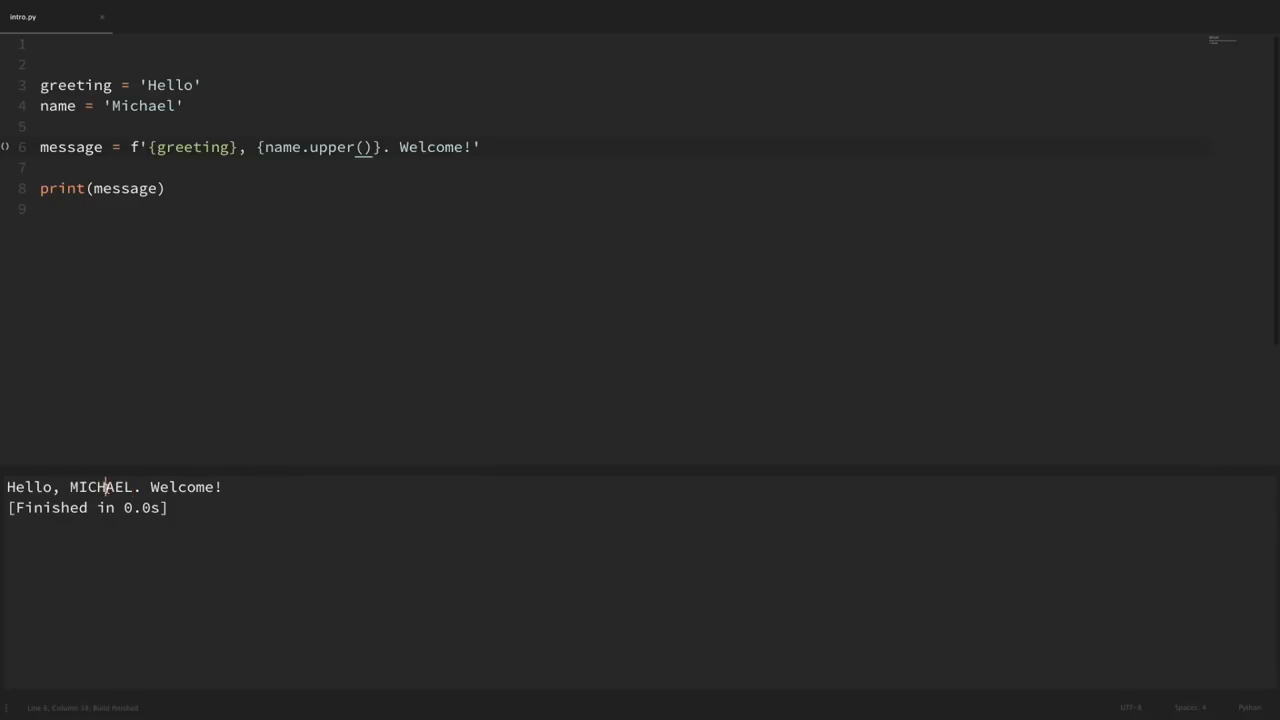 intro.py ×
1
2
3 greeting = 'Hello'
4 name = 'Michael'
5
() 6 message = f'{greeting}, {name.upper()}. Welcome!'
7
8 print(message)
9
Hello, MICHAEL. Welcome!
[Finished in 0.0s]
Line 6, Column 38; Build finished UTF-8 Spaces: 4 Python